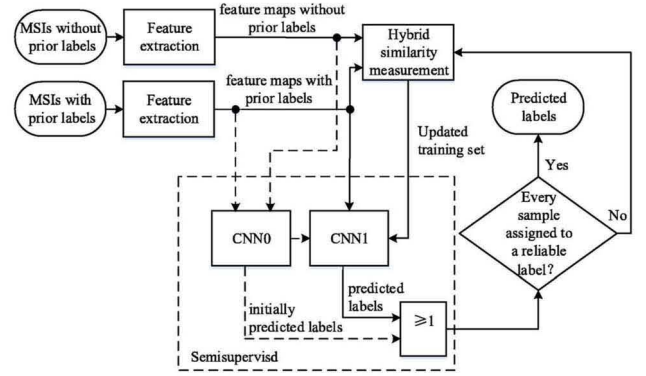 MSIs without
prior labels
Feature
extraction
feature maps without
prior labels
Hybrid
similarity
measurement
MSIs with
prior labels
Feature
extraction
feature maps with
prior labels
Predicted
labels
Updated
training set
Yes
Every
sample
assigned to
a reliable
label?
No
CNN0
CNN1
predicted
labels
initially
predicted labels
⩾1
Semisupervisd